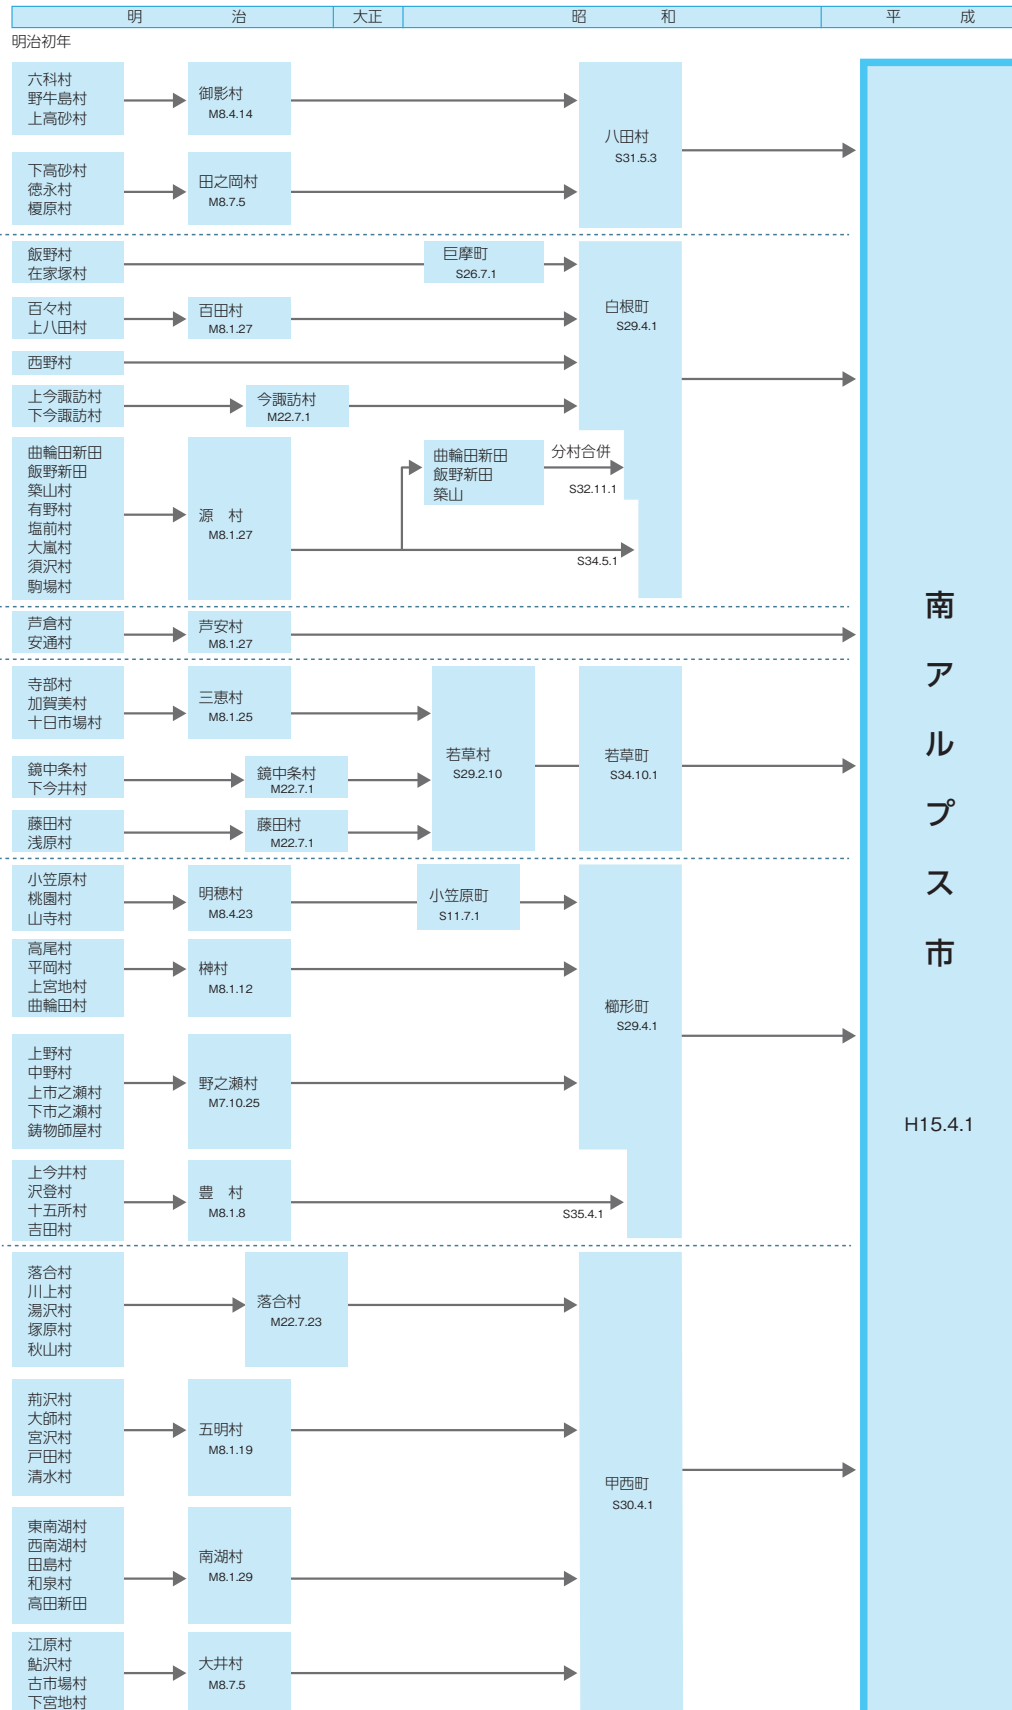 明 治 大正 昭 和 平 成
明治初年
六科村
野牛島村
上高砂村
御影村
M8.4.14
八田村
S31.5.3
下高砂村
徳永村
榎原村
田之岡村
M8.7.5
飯野村
在家塚村
巨摩町
S26.7.1
白根町
S29.4.1
百々村
上八田村
百田村
M8.1.27
西野村
上今諏訪村
下今諏訪村
今諏訪村
M22.7.1
曲輪田新田
飯野新田
築山村
有野村
塩前村
大嵐村
須沢村
駒場村
源 村
M8.1.27
曲輪田新田
飯野新田
築山
分村合併
S32.11.1
S34.5.1
芦倉村
安通村
芦安村
M8.1.27
寺部村
加賀美村
十日市場村
三恵村
M8.1.25
若草村
S29.2.10
若草町
S34.10.1
鏡中条村
下今井村
鏡中条村
M22.7.1
藤田村
浅原村
藤田村
M22.7.1
小笠原村
桃園村
山寺村
明穂村
M8.4.23
小笠原町
S11.7.1
櫛形町
S29.4.1
高尾村
平岡村
上宮地村
曲輪田村
榊村
M8.1.12
上野村
中野村
上市之瀬村
下市之瀬村
鋳物師屋村
野之瀬村
M7.10.25
上今井村
沢登村
十五所村
吉田村
豊 村
M8.1.8
S35.4.1
落合村
川上村
湯沢村
塚原村
秋山村
落合村
M22.7.23
甲西町
S30.4.1
荊沢村
大師村
宮沢村
戸田村
清水村
五明村
M8.1.19
東南湖村
西南湖村
田島村
和泉村
高田新田
南湖村
M8.1.29
江原村
鮎沢村
古市場村
下宮地村
大井村
M8.7.5
南アルプス市
H15.4.1